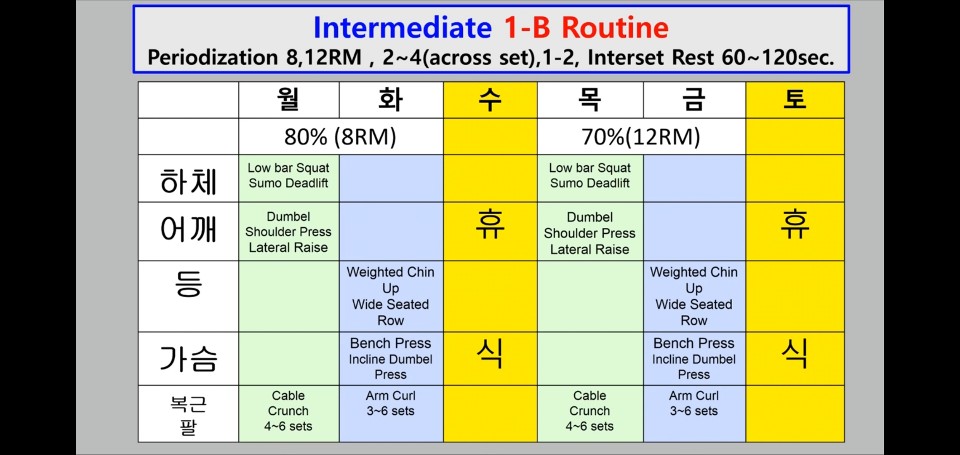 Intermediate 1-B Routine
Periodization 8,12RM , 2~4(across set),1-2, Interset Rest 60~120sec.
월 화 수 목 금 토
80% (8RM) 70%(12RM)
하체
Low bar Squat
Sumo Deadlift
Low bar Squat
Sumo Deadlift
어깨
Dumbel
Shoulder Press
Lateral Raise
휴
Dumbel
Shoulder Press
Lateral Raise
휴
등
Weighted Chin
Up
Wide Seated
Row
Weighted Chin
Up
Wide Seated
Row
가슴
Bench Press
Incline Dumbel
Press
식
Bench Press
Incline Dumbel
Press
식
복근
팔
Cable
Crunch
4~6 sets
Arm Curl
3~6 sets
Cable
Crunch
4~6 sets
Arm Curl
3~6 sets